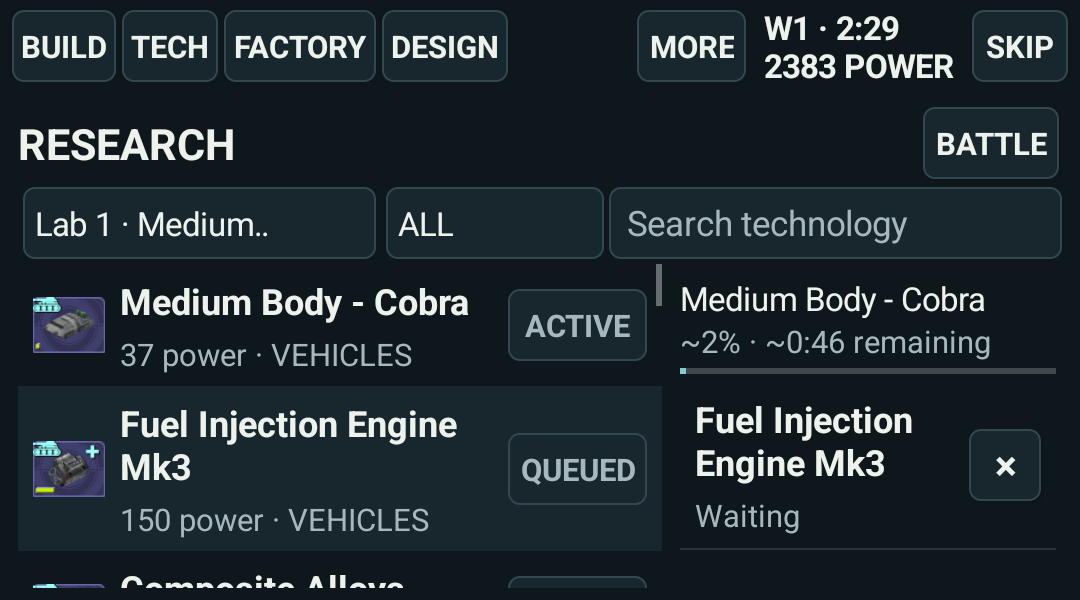 BUILD TECH FACTORY DESIGN MORE W1 · 2:29 SKIP
2383 POWER
RESEARCH BATTLE
Lab 1 · Medium.. ALL Search technology
Medium Body - Cobra ACTIVE
37 power · VEHICLES
Fuel Injection Engine
Mk3 QUEUED
150 power · VEHICLES
Composite Alloys
Medium Body - Cobra
~2% · ~0:46 remaining
Fuel Injection
Engine Mk3 ×
Waiting